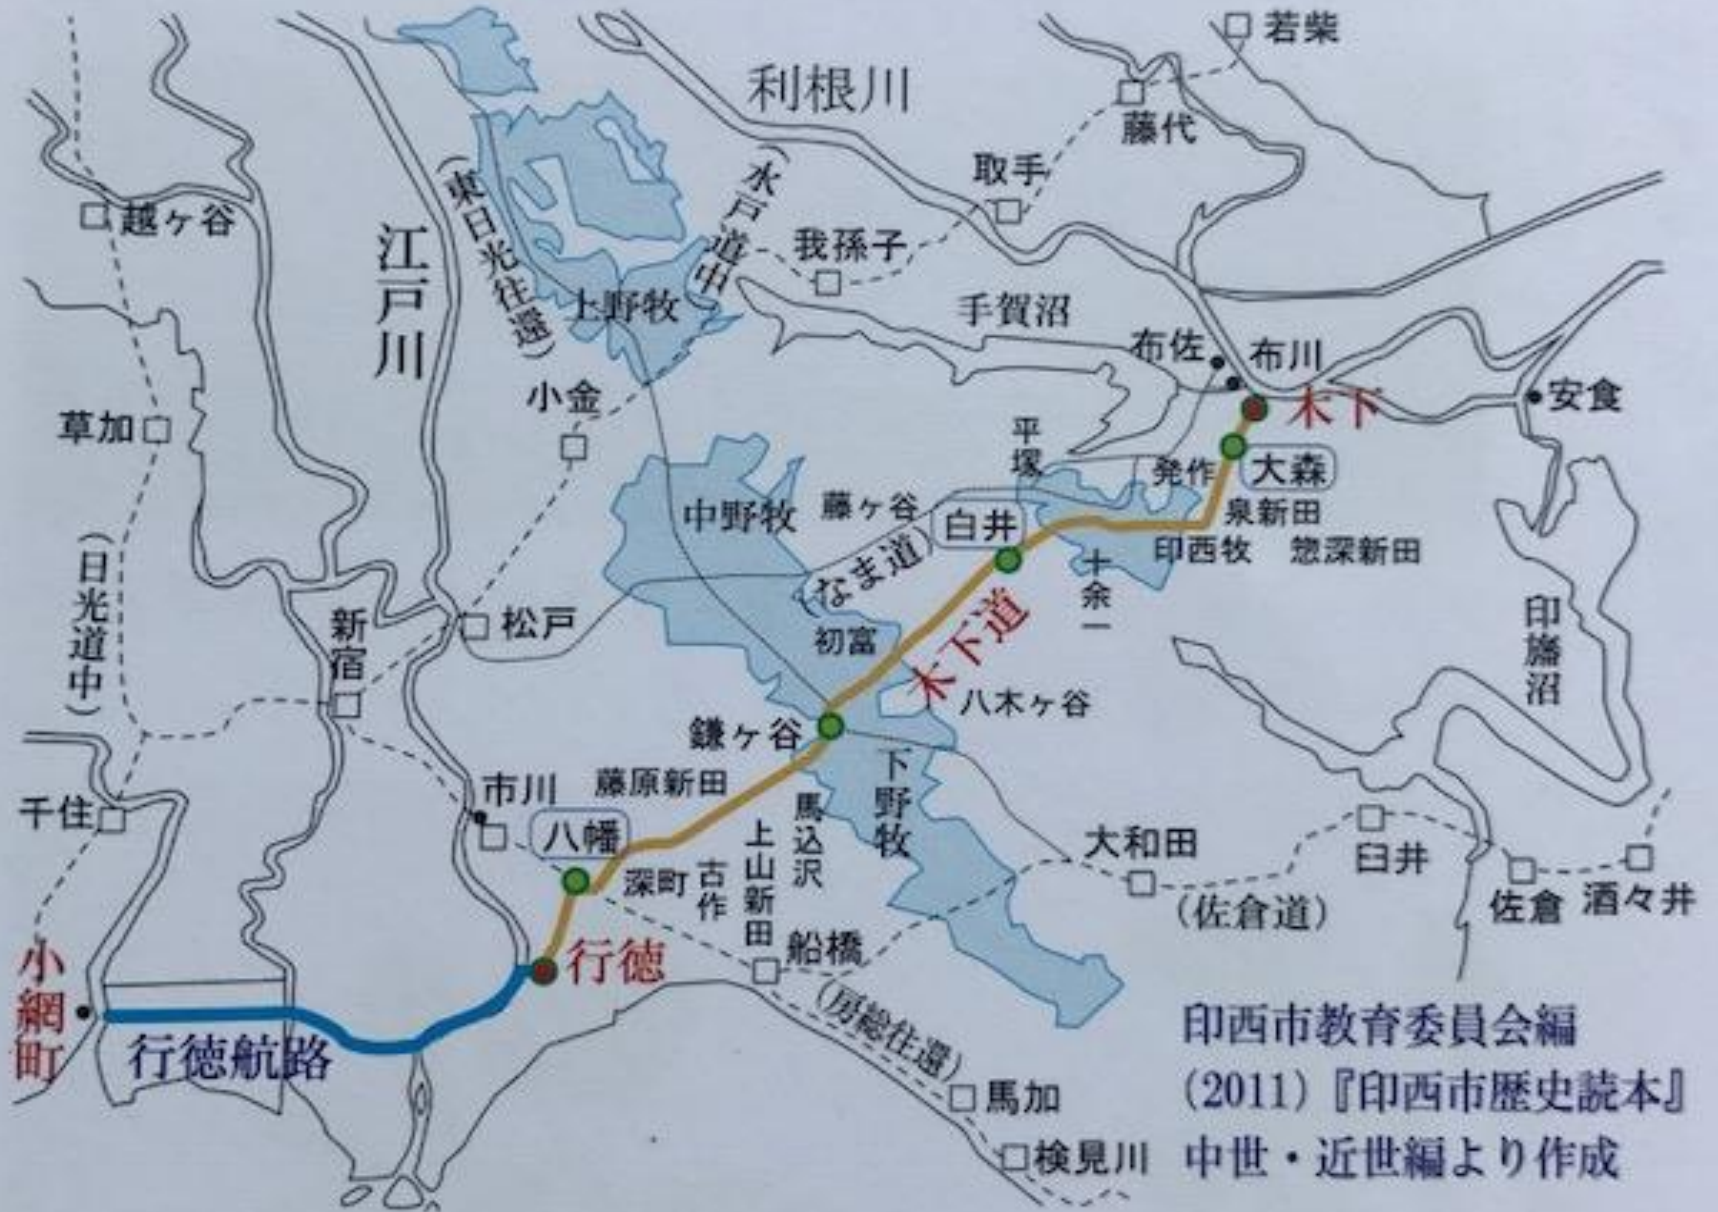 若柴
利根川
藤代
取手
(水戸道中)
(東日光往還)
越ヶ谷
江戸川
我孫子
上野牧
手賀沼
布佐
布川
小金
木下
安食
草加
平塚
発作
大森
中野牧
藤ヶ谷
白井
泉新田
印西牧
惣深新田
(なま道)
十余一
(日光道中)
新宿
松戸
初富
木下道
印旛沼
八木ヶ谷
鎌ヶ谷
藤原新田
下野牧
市川
千住
八幡
馬込沢
上山新田
大和田
臼井
深町
古作
(佐倉道)
佐倉
酒々井
船橋
小網町
行徳
(房総往還)
行徳航路
馬加
検見川
印西市教育委員会編
(2011)『印西市歴史読本』
中世・近世編より作成